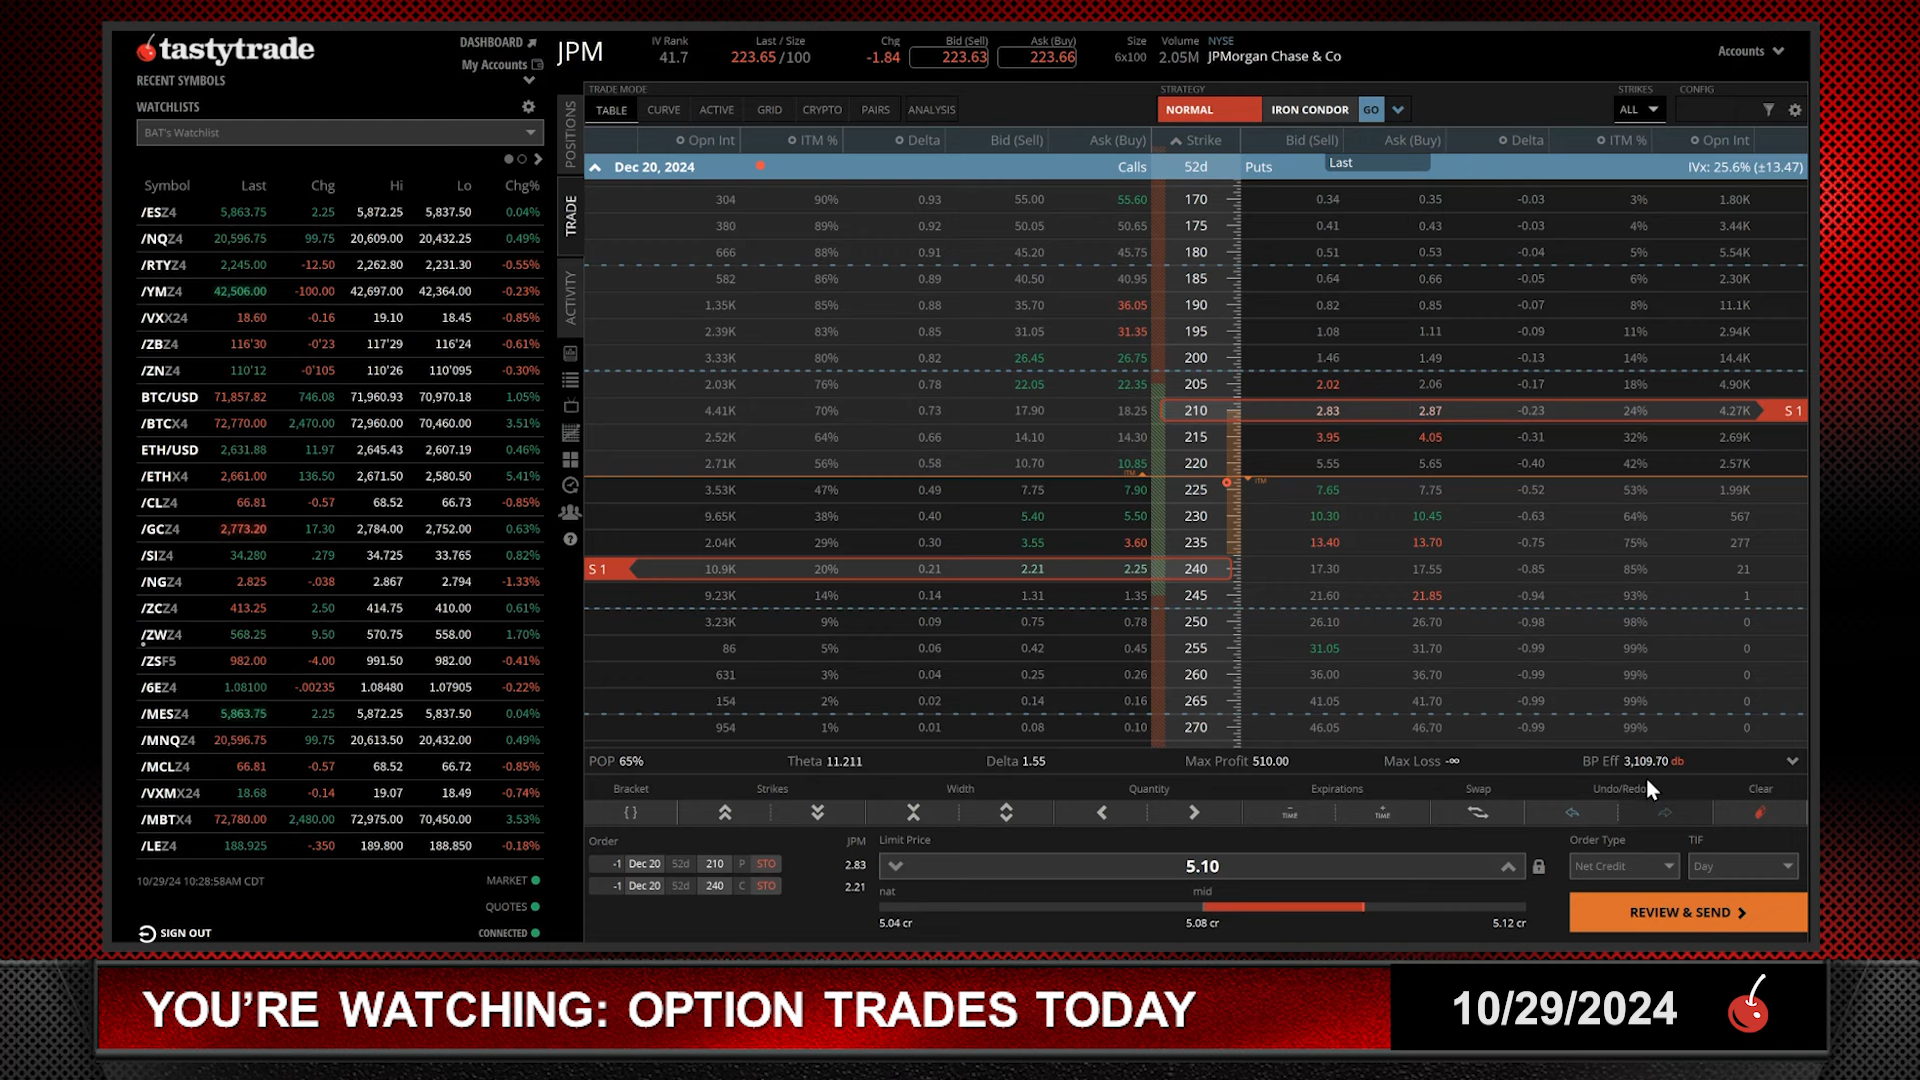 tastytrade
DASHBOARD
My Accounts
RECENT SYMBOLS
WATCHLISTS
BAT's Watchlist
Symbol Last Chg Hi Lo Chg%
/ESZ4 5,863.75 2.25 5,872.25 5,837.50 0.04%
/NQZ4 20,596.75 99.75 20,609.00 20,432.25 0.49%
/RTYZ4 2,245.00 -12.50 2,262.80 2,231.30 -0.55%
/YMZ4 42,506.00 -100.00 42,697.00 42,364.00 -0.23%
/VXX24 18.60 -0.16 19.10 18.45 -0.85%
/ZBZ4 116'30 -0'23 117'29 116'24 -0.61%
/ZNZ4 110'12 -0'105 110'26 110'095 -0.30%
BTC/USD 71,857.82 746.08 71,960.93 70,970.18 1.05%
/BTCX4 72,770.00 2,470.00 72,960.00 70,460.00 3.51%
ETH/USD 2,631.88 11.97 2,645.43 2,607.19 0.46%
/ETHX4 2,661.00 136.50 2,671.50 2,580.50 5.41%
/CLZ4 66.81 -0.57 68.52 66.73 -0.85%
/GCZ4 2,773.20 17.30 2,784.00 2,752.00 0.63%
/SIZ4 34.280 .279 34.725 33.765 0.82%
/NGZ4 2.825 -.038 2.867 2.794 -1.33%
/ZCZ4 413.25 2.50 414.75 410.00 0.61%
/ZWZ4 568.25 9.50 570.75 558.00 1.70%
/ZSF5 982.00 -4.00 991.50 982.00 -0.41%
/6EZ4 1.08100 -.00235 1.08480 1.07905 -0.22%
/MESZ4 5,863.75 2.25 5,872.25 5,837.50 0.04%
/MNQZ4 20,596.75 99.75 20,613.50 20,432.00 0.49%
/MCLZ4 66.81 -0.57 68.52 66.72 -0.85%
/VXMX24 18.68 -0.14 19.07 18.49 -0.74%
/MBTX4 72,780.00 2,480.00 72,975.00 70,450.00 3.53%
/LEZ4 188.925 -.350 189.800 188.850 -0.18%
10/29/24 10:28:58AM CDT
MARKET
QUOTES
CONNECTED
SIGN OUT
POSITIONS
TRADE
ACTIVITY
JPM
IV Rank Last / Size Chg Bid (Sell) Ask (Buy) Size Volume NYSE
41.7 223.65 /100 -1.84 223.63 223.66 6x100 2.05M JPMorgan Chase & Co
Accounts
TRADE MODE STRATEGY STRIKES CONFIG
TABLE CURVE ACTIVE GRID CRYPTO PAIRS ANALYSIS NORMAL IRON CONDOR GO ALL
Opn Int ITM % Delta Bid (Sell) Ask (Buy) Strike Bid (Sell) Ask (Buy) Delta ITM % Opn Int
Dec 20, 2024 Calls 52d Puts Last IVx: 25.6% (±13.47)
304 90% 0.93 55.00 55.60 170 0.34 0.35 -0.03 3% 1.80K
380 89% 0.92 50.05 50.65 175 0.41 0.43 -0.03 4% 3.44K
666 88% 0.91 45.20 45.75 180 0.51 0.53 -0.04 5% 5.54K
582 86% 0.89 40.50 40.95 185 0.64 0.66 -0.05 6% 2.30K
1.35K 85% 0.88 35.70 36.05 190 0.82 0.85 -0.07 8% 11.1K
2.39K 83% 0.85 31.05 31.35 195 1.08 1.11 -0.09 11% 2.94K
3.33K 80% 0.82 26.45 26.75 200 1.46 1.49 -0.13 14% 14.4K
2.03K 76% 0.78 22.05 22.35 205 2.02 2.06 -0.17 18% 4.90K
4.41K 70% 0.73 17.90 18.25 210 2.83 2.87 -0.23 24% 4.27K S 1
2.52K 64% 0.66 14.10 14.30 215 3.95 4.05 -0.31 32% 2.69K
2.71K 56% 0.58 10.70 10.85 220 5.55 5.65 -0.40 42% 2.57K
ITM ITM
3.53K 47% 0.49 7.75 7.90 225 7.65 7.75 -0.52 53% 1.99K
9.65K 38% 0.40 5.40 5.50 230 10.30 10.45 -0.63 64% 567
2.04K 29% 0.30 3.55 3.60 235 13.40 13.70 -0.75 75% 277
S 1 10.9K 20% 0.21 2.21 2.25 240 17.30 17.55 -0.85 85% 21
9.23K 14% 0.14 1.31 1.35 245 21.60 21.85 -0.94 93% 1
3.23K 9% 0.09 0.75 0.78 250 26.10 26.70 -0.98 98% 0
86 5% 0.06 0.42 0.45 255 31.05 31.70 -0.99 99% 0
631 3% 0.04 0.25 0.26 260 36.00 36.70 -0.99 99% 0
154 2% 0.02 0.14 0.16 265 41.05 41.70 -0.99 99% 0
954 1% 0.01 0.08 0.10 270 46.05 46.70 -0.99 99% 0
POP 65% Theta 11.211 Delta 1.55 Max Profit 510.00 Max Loss -∞ BP Eff 3,109.70 db
Bracket Strikes Width Quantity Expirations Swap Undo/Redo Clear
{ } TIME TIME
Order JPM Limit Price Order Type TIF
-1 Dec 20 52d 210 P STO 2.83 5.10 Net Credit Day
-1 Dec 20 52d 240 C STO 2.21
nat mid
5.04 cr 5.08 cr 5.12 cr
REVIEW & SEND
YOU'RE WATCHING: OPTION TRADES TODAY
10/29/2024